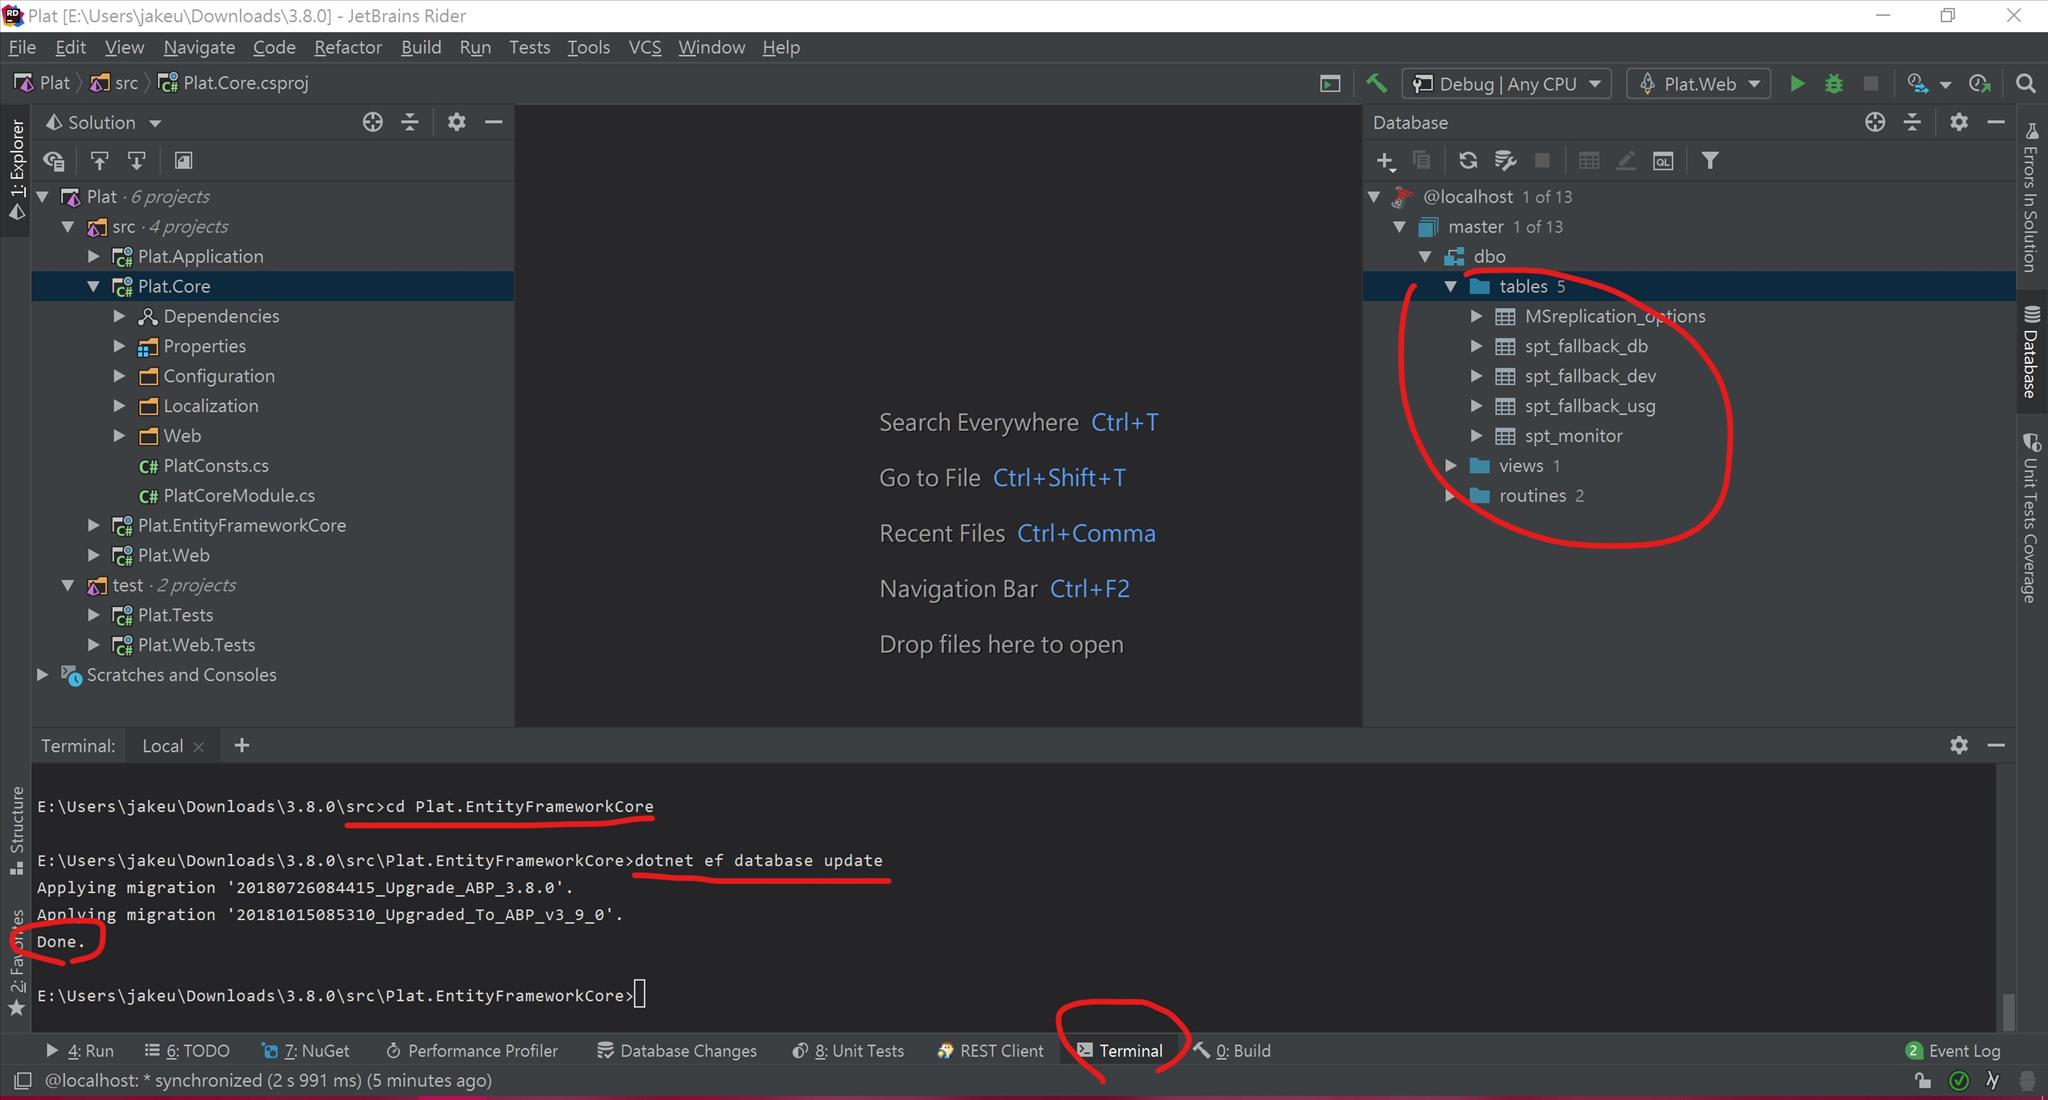 Plat [E:\Users\jakeu\Downloads\3.8.0] - JetBrains Rider
File Edit View Navigate Code Refactor Build Run Tests Tools VCS Window Help
Plat src Plat.Core.csproj
Debug | Any CPU
Plat.Web
1: Explorer
Solution
Plat · 6 projects
src · 4 projects
Plat.Application
Plat.Core
Dependencies
Properties
Configuration
Localization
Web
C# PlatConsts.cs
C# PlatCoreModule.cs
Plat.EntityFrameworkCore
Plat.Web
test · 2 projects
Plat.Tests
Plat.Web.Tests
Scratches and Consoles
Search Everywhere Ctrl+T
Go to File Ctrl+Shift+T
Recent Files Ctrl+Comma
Navigation Bar Ctrl+F2
Drop files here to open
Database
@localhost 1 of 13
master 1 of 13
dbo
tables 5
MSreplication_options
spt_fallback_db
spt_fallback_dev
spt_fallback_usg
spt_monitor
views 1
routines 2
Errors In Solution
Database
Unit Tests Coverage
Structure
2: Favorites
Terminal: Local
E:\Users\jakeu\Downloads\3.8.0\src>cd Plat.EntityFrameworkCore
E:\Users\jakeu\Downloads\3.8.0\src\Plat.EntityFrameworkCore>dotnet ef database update
Applying migration '20180726084415_Upgrade_ABP_3.8.0'.
Applying migration '20181015085310_Upgraded_To_ABP_v3_9_0'.
Done.
E:\Users\jakeu\Downloads\3.8.0\src\Plat.EntityFrameworkCore>
4: Run 6: TODO 7: NuGet Performance Profiler Database Changes 8: Unit Tests REST Client Terminal 0: Build 2 Event Log
@localhost: * synchronized (2 s 991 ms) (5 minutes ago)